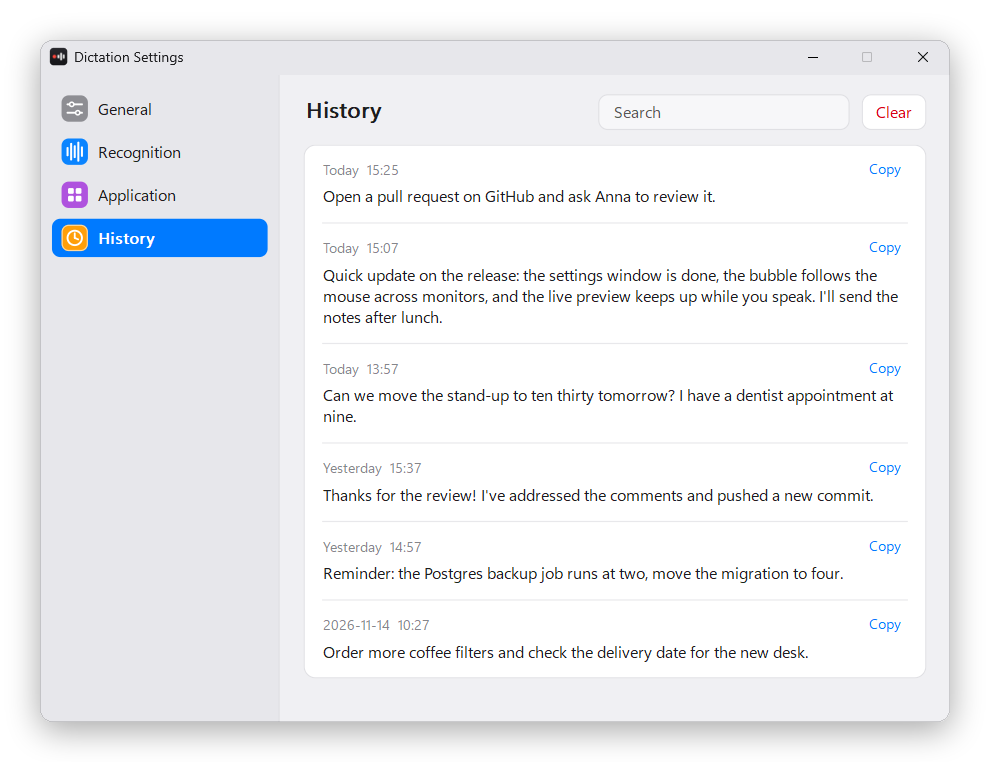 Dictation Settings
General
Recognition
Application
History
History
Search
Clear
Today 15:25
Copy
Open a pull request on GitHub and ask Anna to review it.
Today 15:07
Copy
Quick update on the release: the settings window is done, the bubble follows the
mouse across monitors, and the live preview keeps up while you speak. I'll send the
notes after lunch.
Today 13:57
Copy
Can we move the stand-up to ten thirty tomorrow? I have a dentist appointment at
nine.
Yesterday 15:37
Copy
Thanks for the review! I've addressed the comments and pushed a new commit.
Yesterday 14:57
Copy
Reminder: the Postgres backup job runs at two, move the migration to four.
2026-11-14 10:27
Copy
Order more coffee filters and check the delivery date for the new desk.